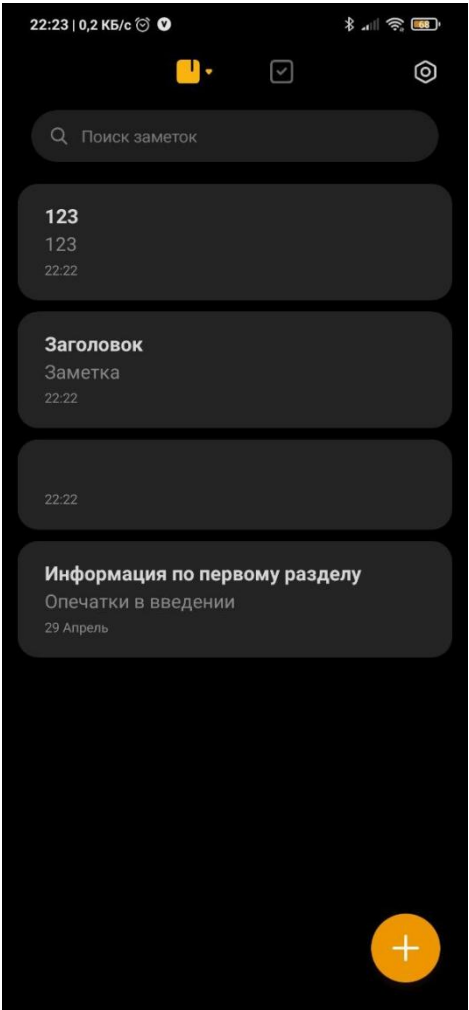 22:23 | 0,2 КБ/с
V
68
Поиск заметок
123
123
22:22
Заголовок
Заметка
22:22
22:22
Информация по первому разделу
Опечатки в введении
29 Апрель